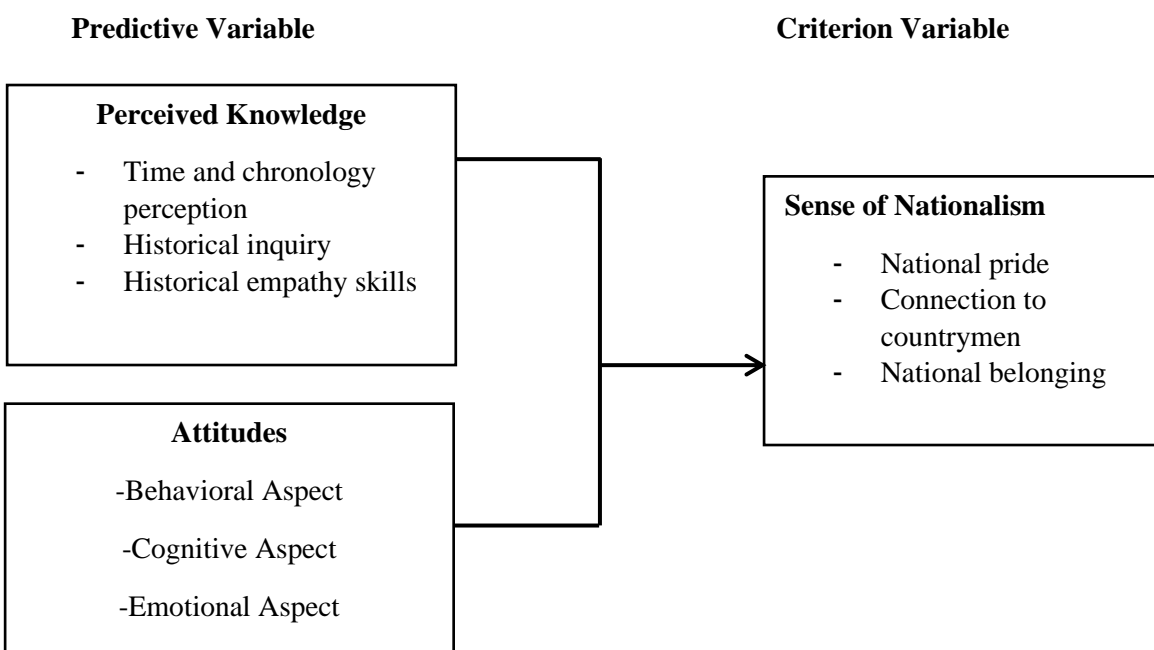 Predictive Variable
Criterion Variable
Perceived Knowledge
- Time and chronology
perception
- Historical inquiry
- Historical empathy skills
Attitudes
-Behavioral Aspect
-Cognitive Aspect
-Emotional Aspect
Sense of Nationalism
- National pride
- Connection to
countrymen
- National belonging